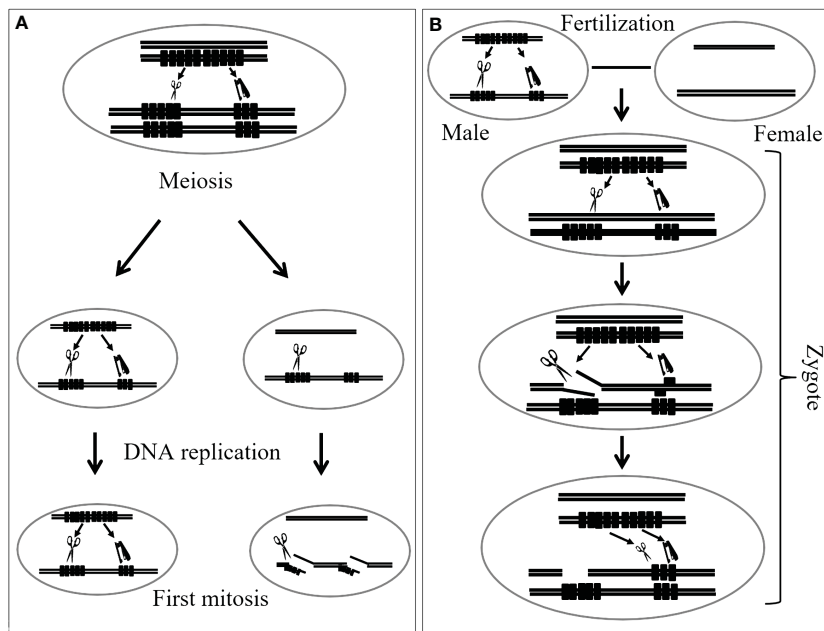 A
Meiosis
DNA replication
First mitosis
B
Fertilization
Male
Female
Zygote